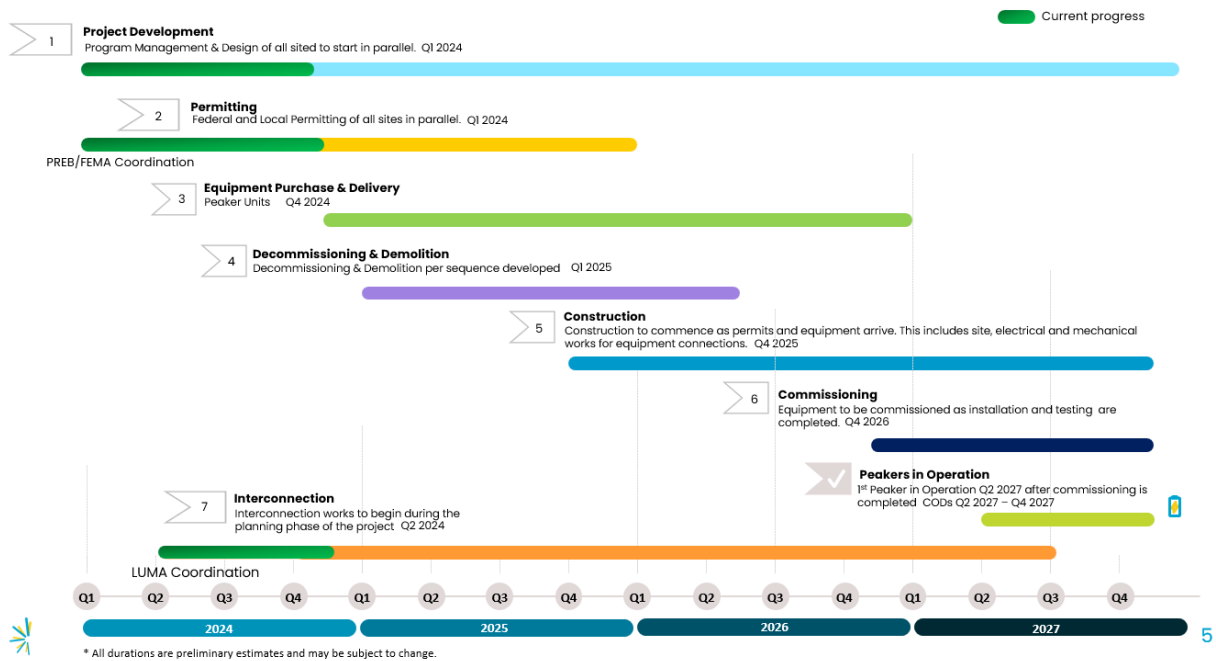 Current progress
1
Project Development
Program Management & Design of all sited to start in parallel. Q1 2024
2
Permitting
Federal and Local Permitting of all sites in parallel. Q1 2024
PREB/FEMA Coordination
3
Equipment Purchase & Delivery
Peaker Units Q4 2024
4
Decommissioning & Demolition
Decommissioning & Demolition per sequence developed Q1 2025
5
Construction
Construction to commence as permits and equipment arrive. This includes site, electrical and mechanical
works for equipment connections. Q4 2025
6
Commissioning
Equipment to be commissioned as installation and testing are
completed. Q4 2026
Peakers in Operation
1st Peaker in Operation Q2 2027 after commissioning is
completed CODs Q2 2027 – Q4 2027
7
Interconnection
Interconnection works to begin during the
planning phase of the project Q2 2024
LUMA Coordination
Q1 Q2 Q3 Q4 Q1 Q2 Q3 Q4 Q1 Q2 Q3 Q1 Q2 Q3 Q4
2024 2025 2026 2027
5
* All durations are preliminary estimates and may be subject to change.